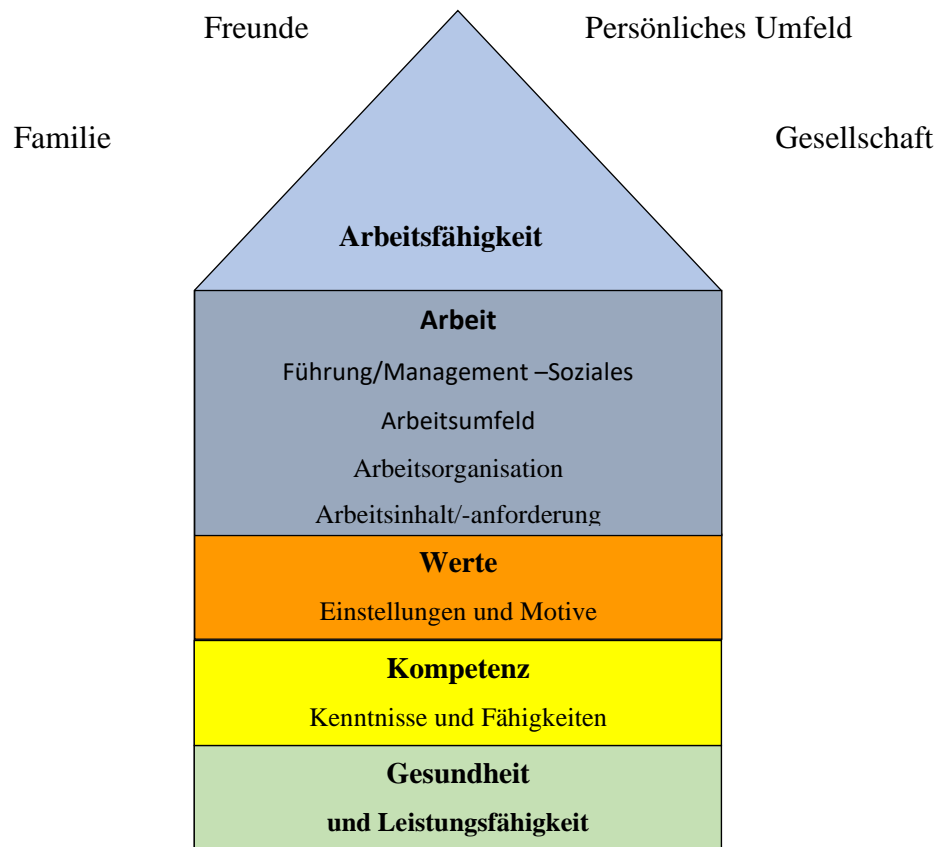 Freunde
Persönliches Umfeld
Familie
Gesellschaft
Arbeitsfähigkeit
Arbeit
Führung/Management –Soziales
Arbeitsumfeld
Arbeitsorganisation
Arbeitsinhalt/-anforderung
Werte
Einstellungen und Motive
Kompetenz
Kenntnisse und Fähigkeiten
Gesundheit
und Leistungsfähigkeit